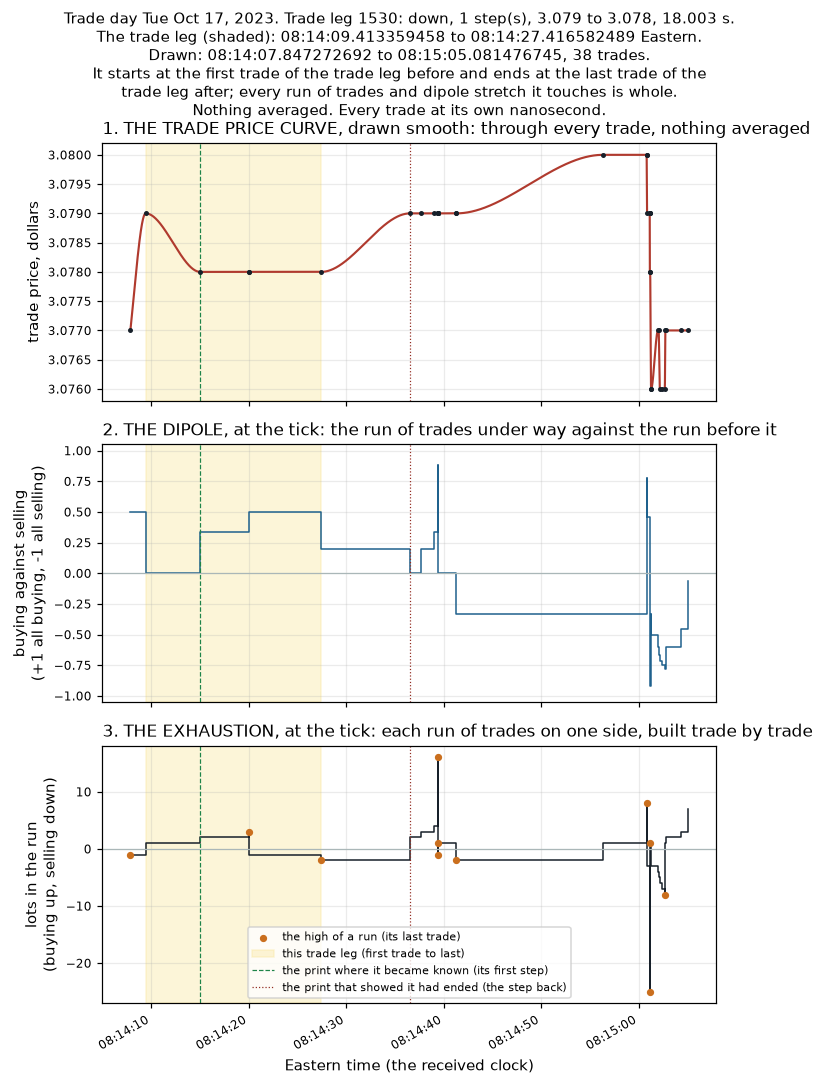 Trade day Tue Oct 17, 2023. Trade leg 1530: down, 1 step(s), 3.079 to 3.078, 18.003 s.
The trade leg (shaded): 08:14:09.413359458 to 08:14:27.416582489 Eastern.
Drawn: 08:14:07.847272692 to 08:15:05.081476745, 38 trades.
It starts at the first trade of the trade leg before and ends at the last trade of the
trade leg after; every run of trades and dipole stretch it touches is whole.
Nothing averaged. Every trade at its own nanosecond.
1. THE TRADE PRICE CURVE, drawn smooth: through every trade, nothing averaged
3.0800
3.0795
3.0790
3.0785
3.0780
3.0775
3.0770
3.0765
3.0760
trade price, dollars
2. THE DIPOLE, at the tick: the run of trades under way against the run before it
1.00
0.75
0.50
0.25
0.00
−0.25
−0.50
−0.75
−1.00
buying against selling
(+1 all buying, -1 all selling)
3. THE EXHAUSTION, at the tick: each run of trades on one side, built trade by trade
10
0
−10
−20
lots in the run
(buying up, selling down)
the high of a run (its last trade)
this trade leg (first trade to last)
the print where it became known (its first step)
the print that showed it had ended (the step back)
08:14:10
08:14:20
08:14:30
08:14:40
08:14:50
08:15:00
Eastern time (the received clock)